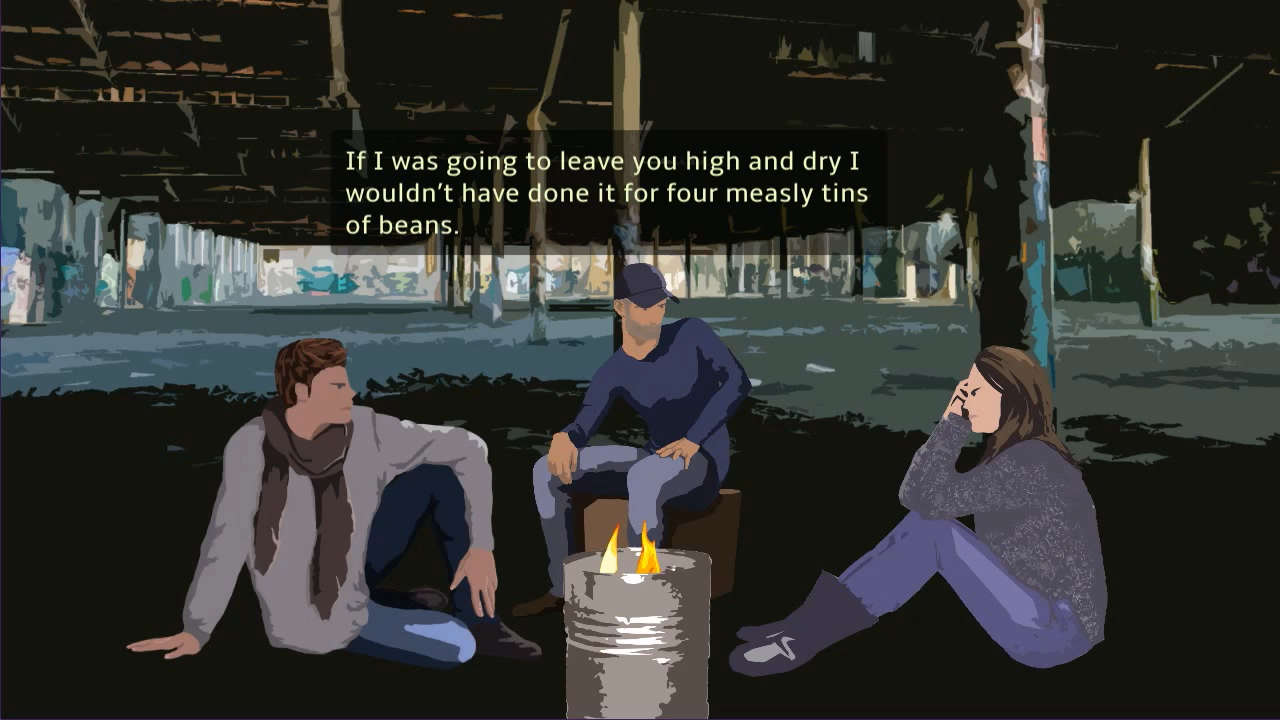 If I was going to leave you high and dry I
wouldn't have done it for four measly tins
of beans.